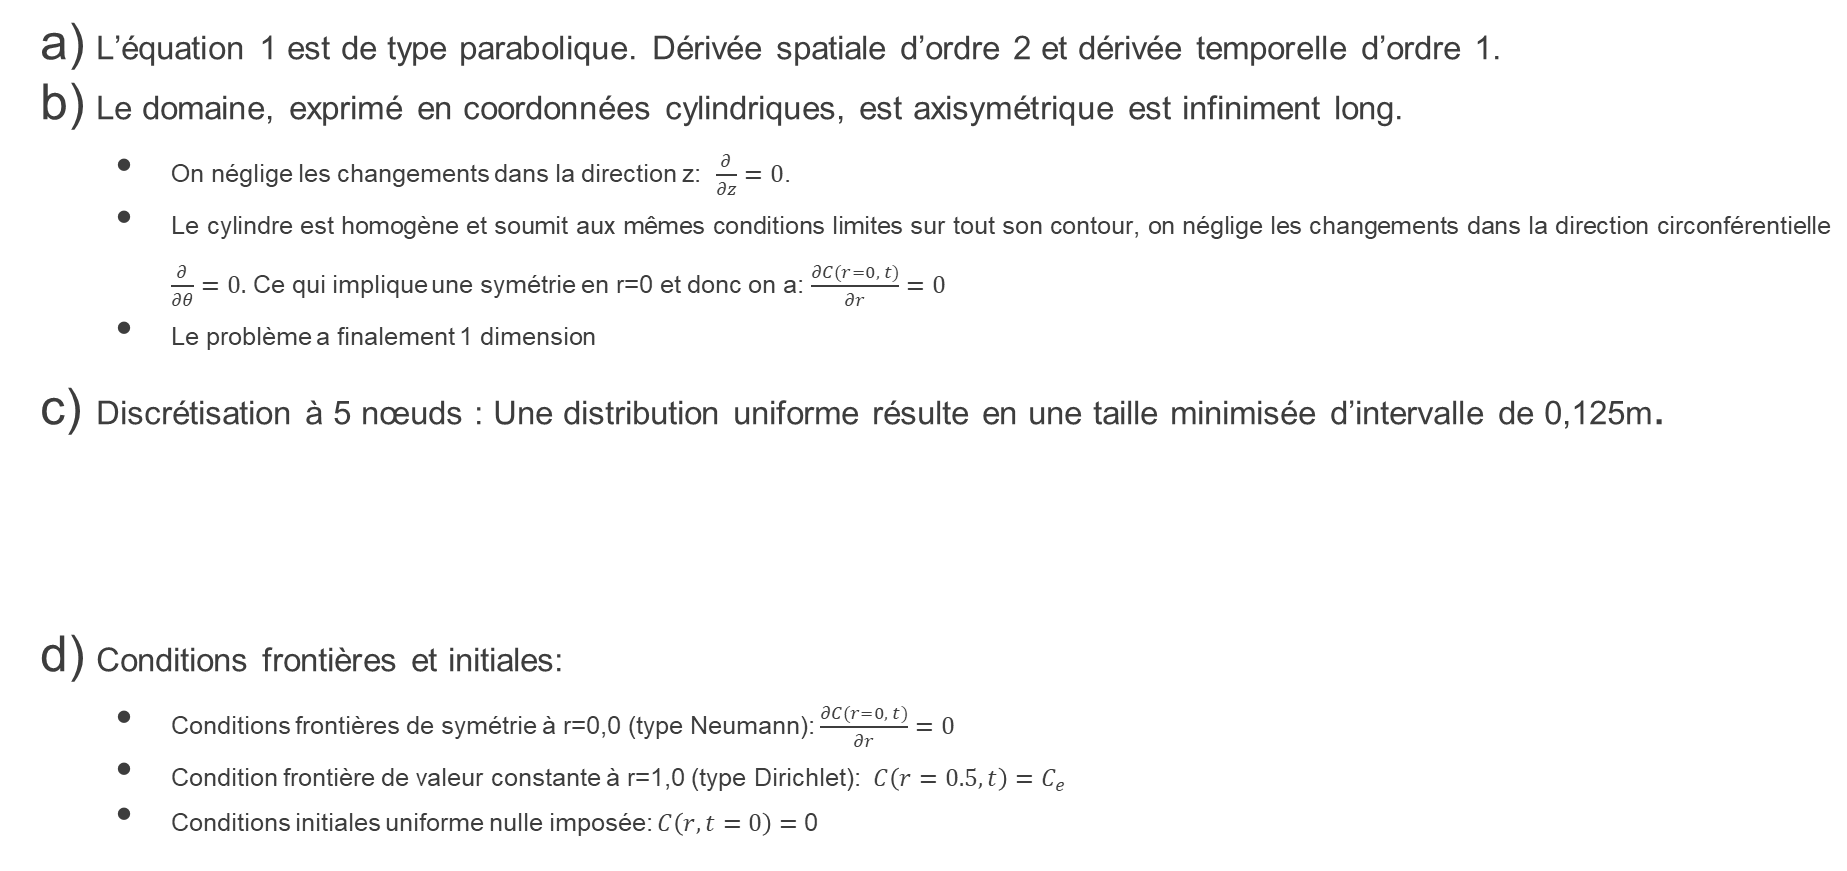 a) L’équation 1 est de type parabolique. Dérivée spatiale d’ordre 2 et dérivée temporelle d’ordre 1.
b) Le domaine, exprimé en coordonnées cylindriques, est axisymétrique est infiniment long.
• On néglige les changements dans la direction z: ∂/∂z = 0.
• Le cylindre est homogène et soumit aux mêmes conditions limites sur tout son contour, on néglige les changements dans la direction circonférentielle
∂/∂θ = 0. Ce qui implique une symétrie en r=0 et donc on a: ∂C(r=0, t)/∂r = 0
• Le problème a finalement 1 dimension
c) Discrétisation à 5 nœuds : Une distribution uniforme résulte en une taille minimisée d’intervalle de 0,125m.
d) Conditions frontières et initiales:
• Conditions frontières de symétrie à r=0,0 (type Neumann): ∂C(r=0, t)/∂r = 0
• Condition frontière de valeur constante à r=1,0 (type Dirichlet): C(r = 0.5, t) = Cₑ
• Conditions initiales uniforme nulle imposée: C(r, t = 0) = 0